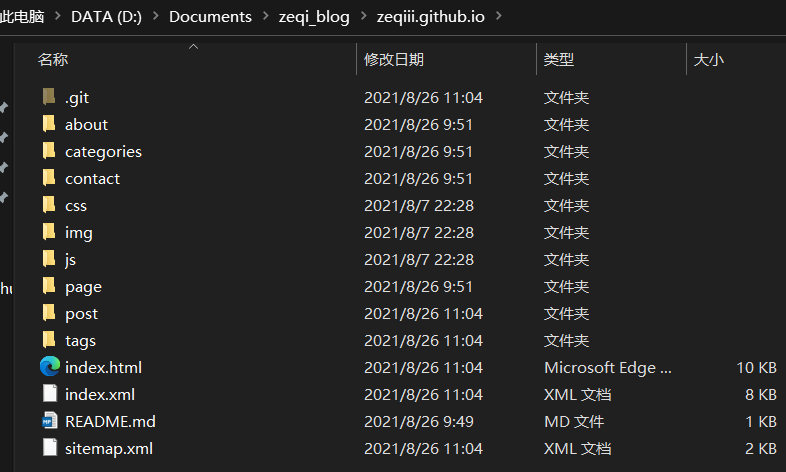 此电脑 > DATA (D:) > Documents > zeqi_blog > zeqiii.github.io >
名称 修改日期 类型 大小
.git 2021/8/26 11:04 文件夹
about 2021/8/26 9:51 文件夹
categories 2021/8/26 9:51 文件夹
contact 2021/8/26 9:51 文件夹
css 2021/8/7 22:28 文件夹
img 2021/8/7 22:28 文件夹
js 2021/8/7 22:28 文件夹
page 2021/8/26 9:51 文件夹
post 2021/8/26 11:04 文件夹
tags 2021/8/26 11:04 文件夹
index.html 2021/8/26 11:04 Microsoft Edge ... 10 KB
index.xml 2021/8/26 11:04 XML 文档 8 KB
README.md 2021/8/26 9:49 MD 文件 1 KB
sitemap.xml 2021/8/26 11:04 XML 文档 2 KB